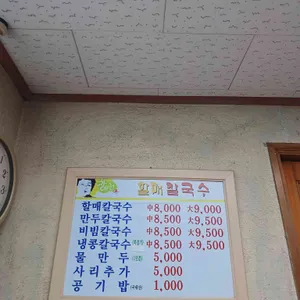 할매칼국수
할매칼국수 中8,000 大9,000
만두칼국수 中8,500 大9,500
비빔칼국수 中8,500 大9,500
냉콩칼국수 中8,500 大9,500
물만두 5,000
사리추가 5,000
공기밥 1,000